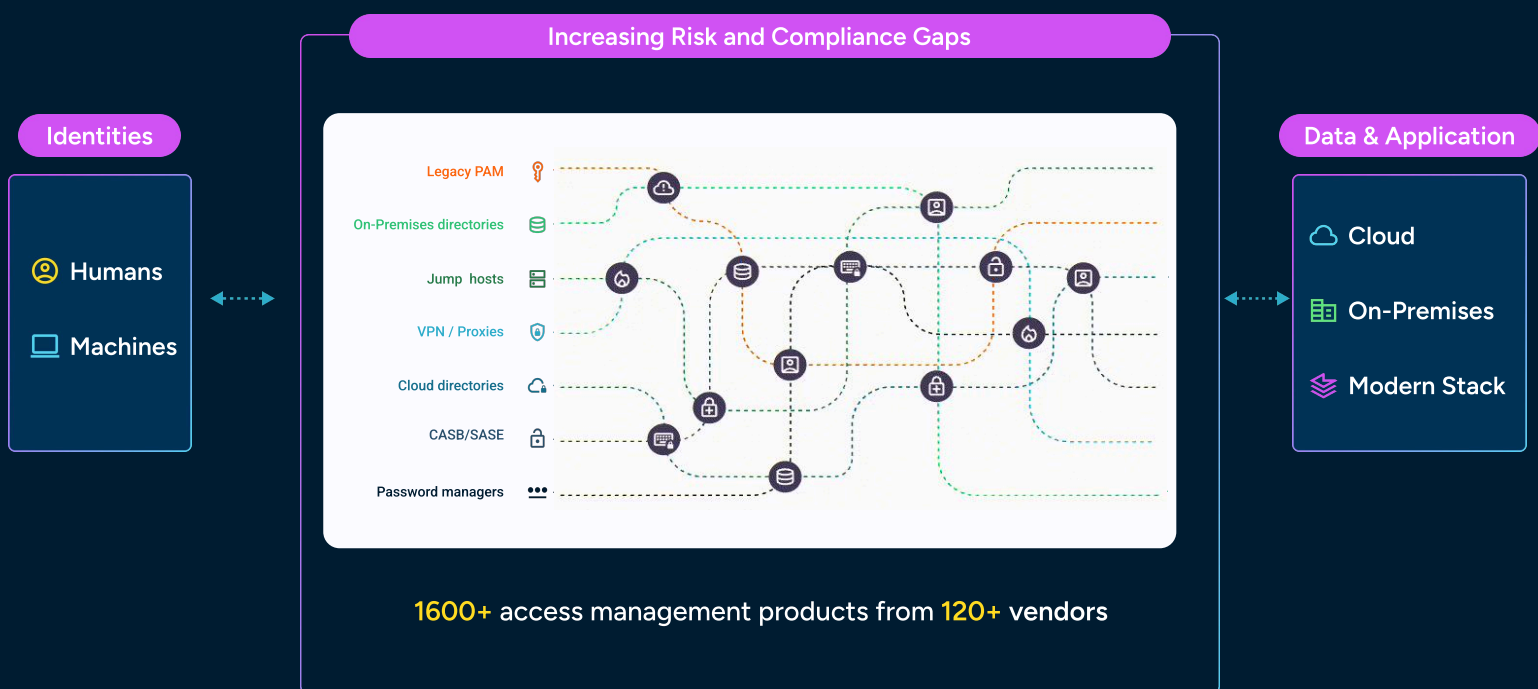 Increasing Risk and Compliance Gaps
Identities
Humans
Machines
Legacy PAM
On-Premises directories
Jump hosts
VPN / Proxies
Cloud directories
CASB/SASE
Password managers
Data & Application
Cloud
On-Premises
Modern Stack
1600+ access management products from 120+ vendors